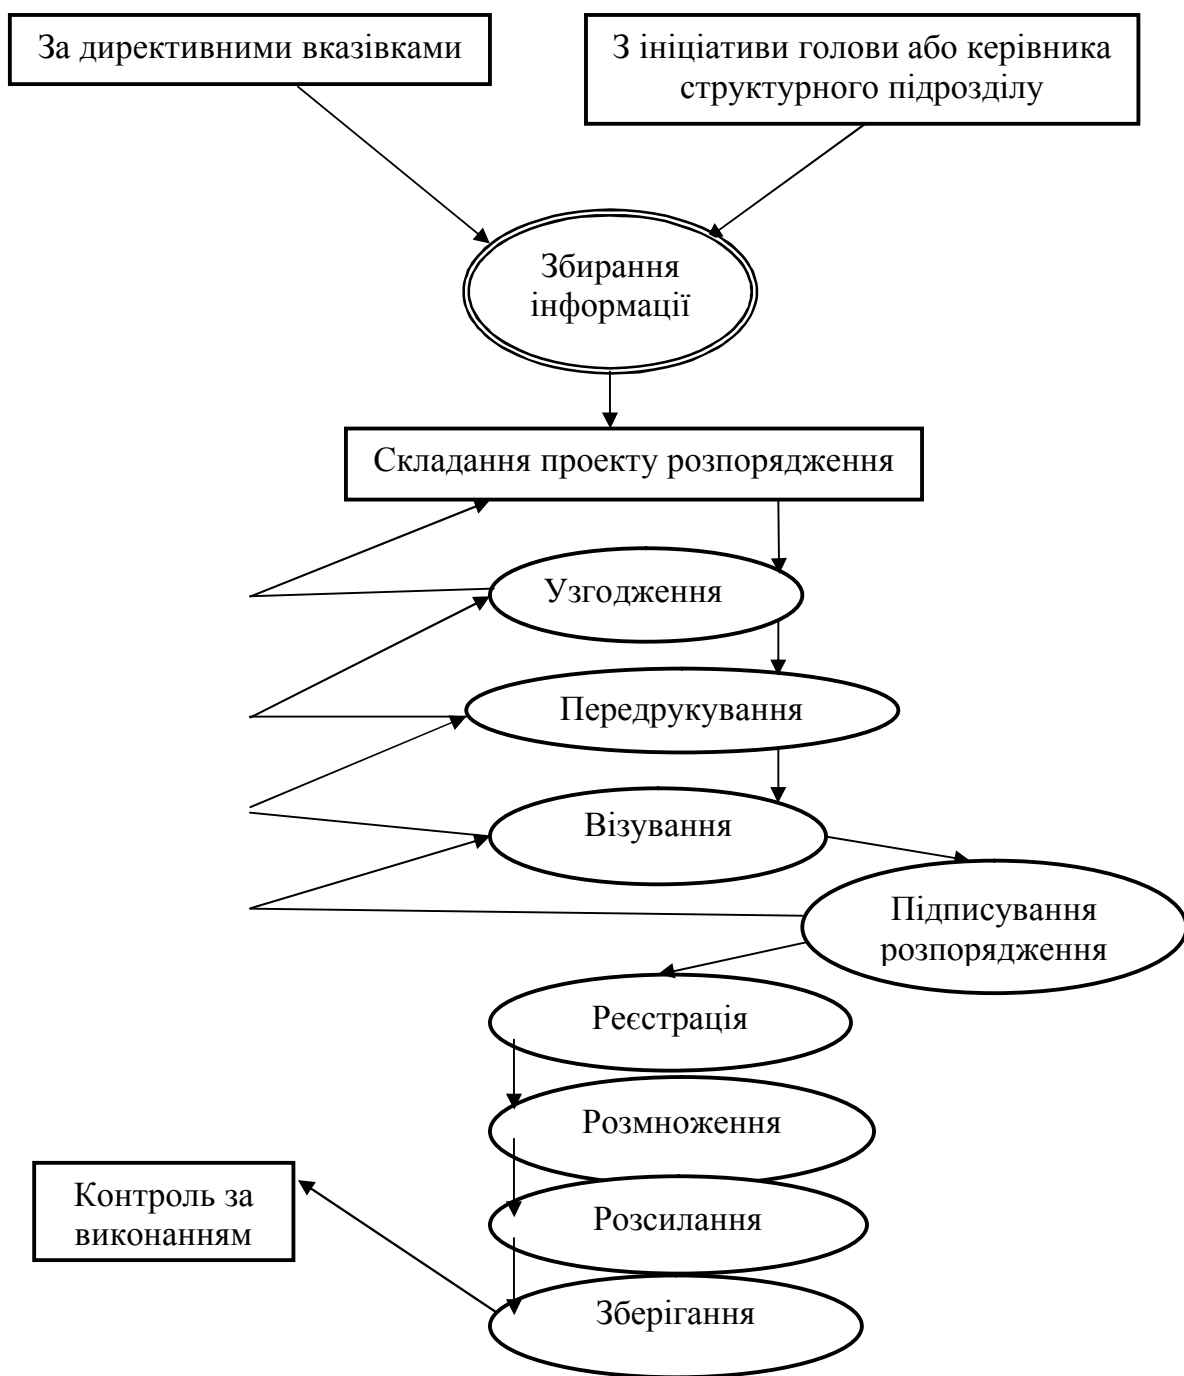 За директивними вказівками
З ініціативи голови або керівника
структурного підрозділу
Збирання
інформації
Складання проекту розпорядження
Узгодження
Передрукування
Візування
Підписування
розпорядження
Реєстрація
Розмноження
Контроль за
виконанням
Розсилання
Зберігання